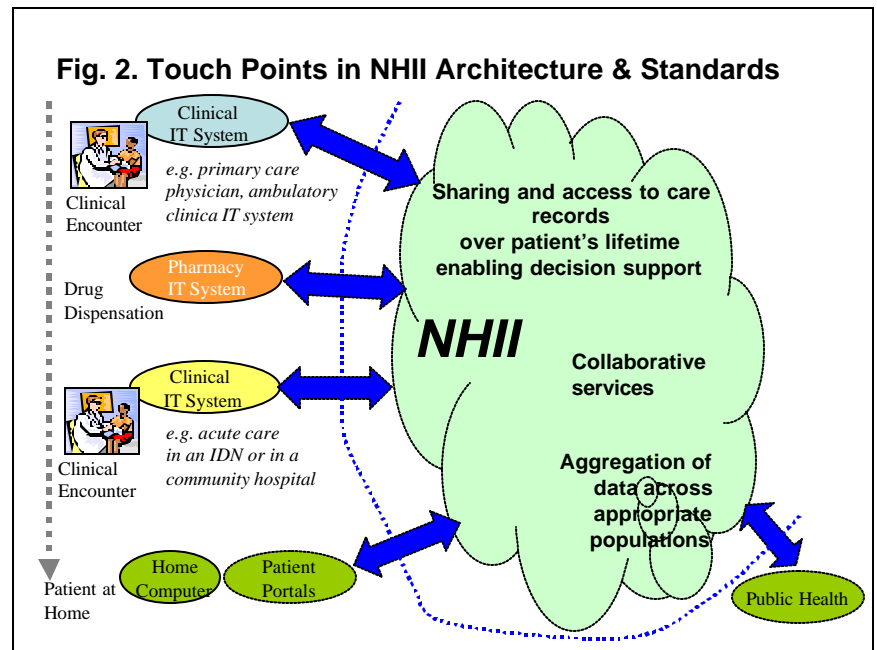 Fig. 2. Touch Points in NHII Architecture & Standards
Clinical
IT System
e.g. primary care
physician, ambulatory
clinica IT system
Clinical
Encounter
Pharmacy
IT System
Drug
Dispensation
Clinical
IT System
e.g. acute care
in an IDN or in a
community hospital
Clinical
Encounter
Home
Computer
Patient
Portals
Patient at
Home
Sharing and access to care
records
over patient's lifetime
enabling decision support
NHII
Collaborative
services
Aggregation of
data across
appropriate
populations
Public Health